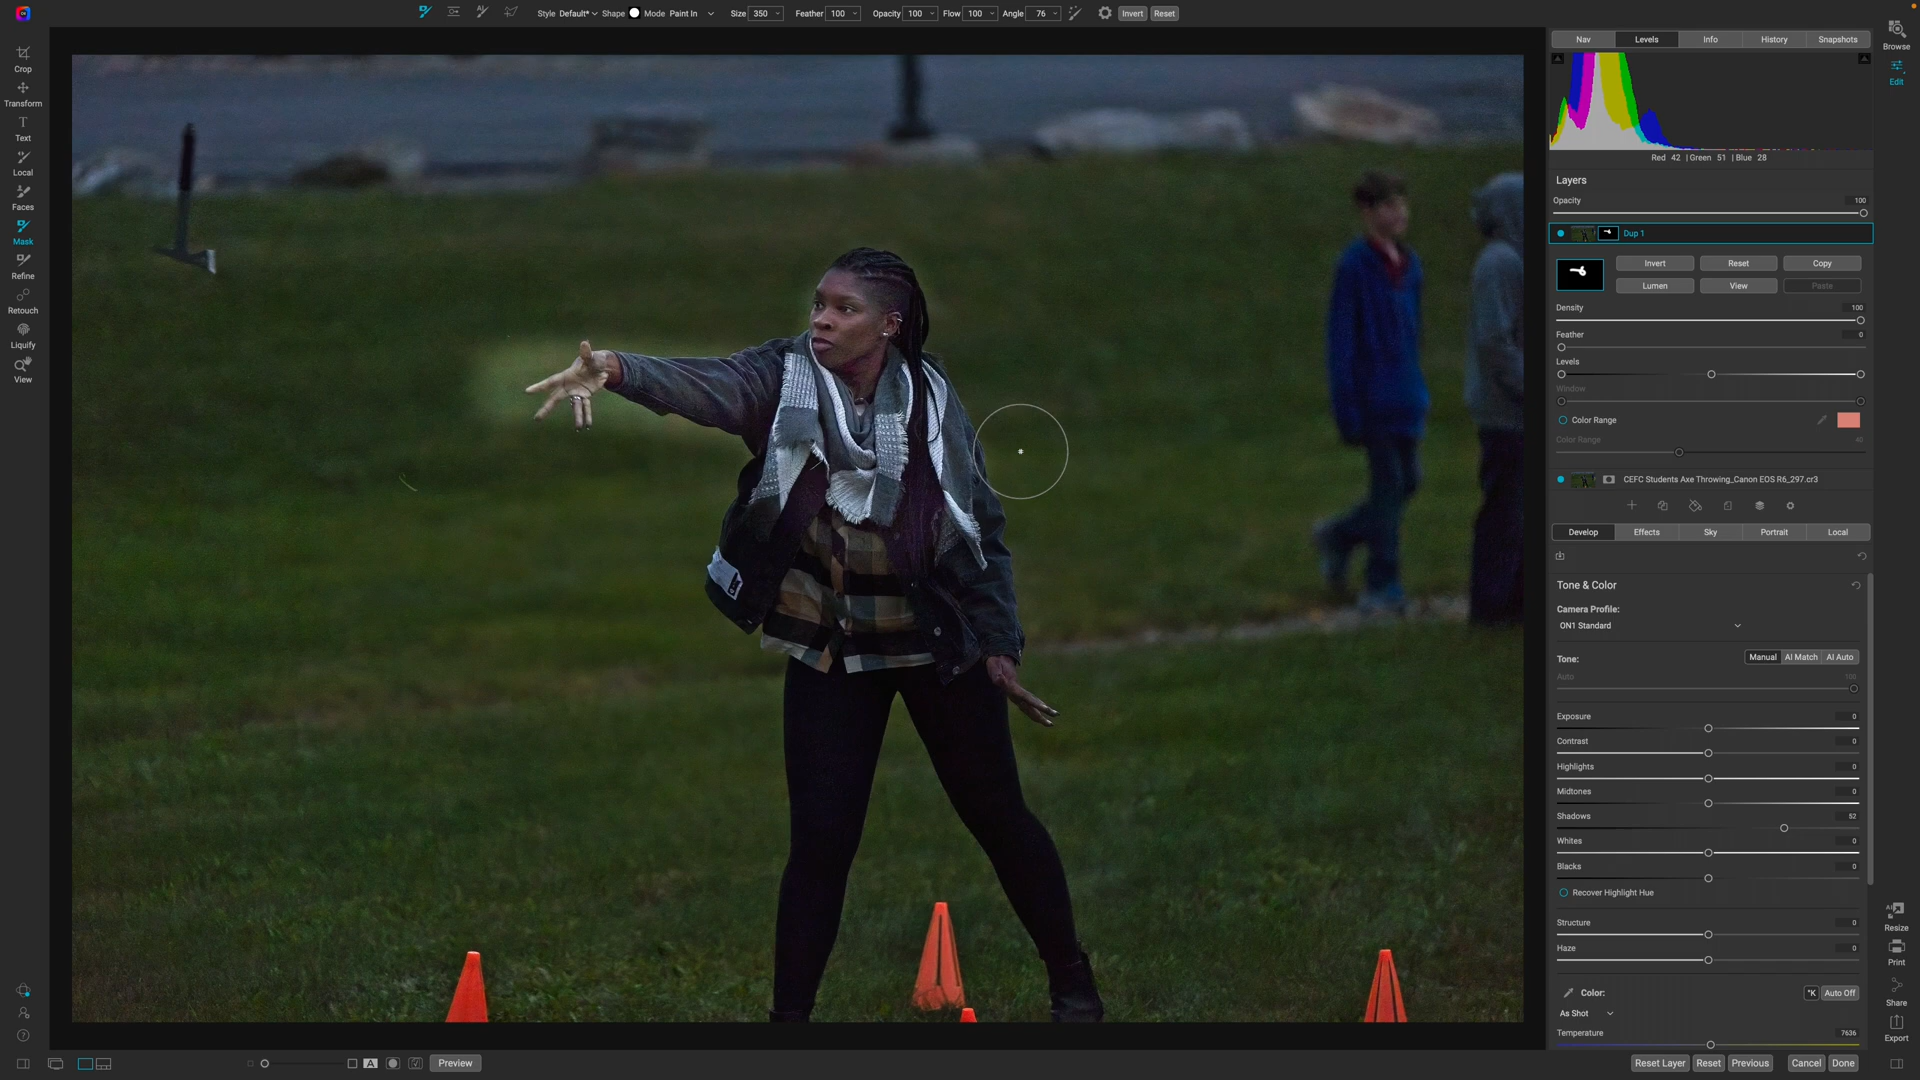 Style Default* Shape Mode Paint In Size 350 Feather 100 Opacity 100 Flow 100 Angle 76 Invert Reset
Crop
Transform
Text
Local
Faces
Mask
Refine
Retouch
Liquify
View
Nav Levels Info History Snapshots
Red 42 | Green 51 | Blue 28
Layers
Opacity 100
Dup 1
Invert Reset Copy
Lumen View Paste
Density 100
Feather 0
Levels
Window
Color Range
Color Range 40
CEFC Students Axe Throwing_Canon EOS R6_297.cr3
Develop Effects Sky Portrait Local
Tone & Color
Camera Profile:
ON1 Standard
Tone: Manual AI Match AI Auto
Auto 100
Exposure 0
Contrast 0
Highlights 0
Midtones 0
Shadows 52
Whites 0
Blacks 0
Recover Highlight Hue
Structure 0
Haze 0
Color: °K Auto Off
As Shot
Temperature 7636
Browse
Edit
AI
Resize
Print
Share
Export
A
Preview
Reset Layer Reset Previous Cancel Done